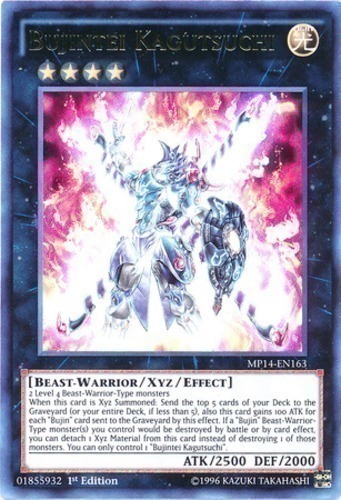 BUJINTEI KAGUTSUCHI
光
MP14-EN163
[BEAST-WARRIOR/XYZ/EFFECT]
2 Level 4 Beast-Warrior-Type monsters
When this card is Xyz Summoned: Send the top 5 cards of your Deck to the
Graveyard (or your entire Deck, if less than 5), also this card gains 100 ATK for
each "Bujin" card sent to the Graveyard by this effect. If a "Bujin" Beast-Warrior-
Type monster(s) you control would be destroyed by battle or by card effect, you
can detach 1 Xyz Material from this card instead of destroying 1 of those
monsters. You can only control 1 "Bujintei Kagutsuchi".
ATK/2500 DEF/2000
01855932 1st Edition ©1996 KAZUKI TAKAHASHI